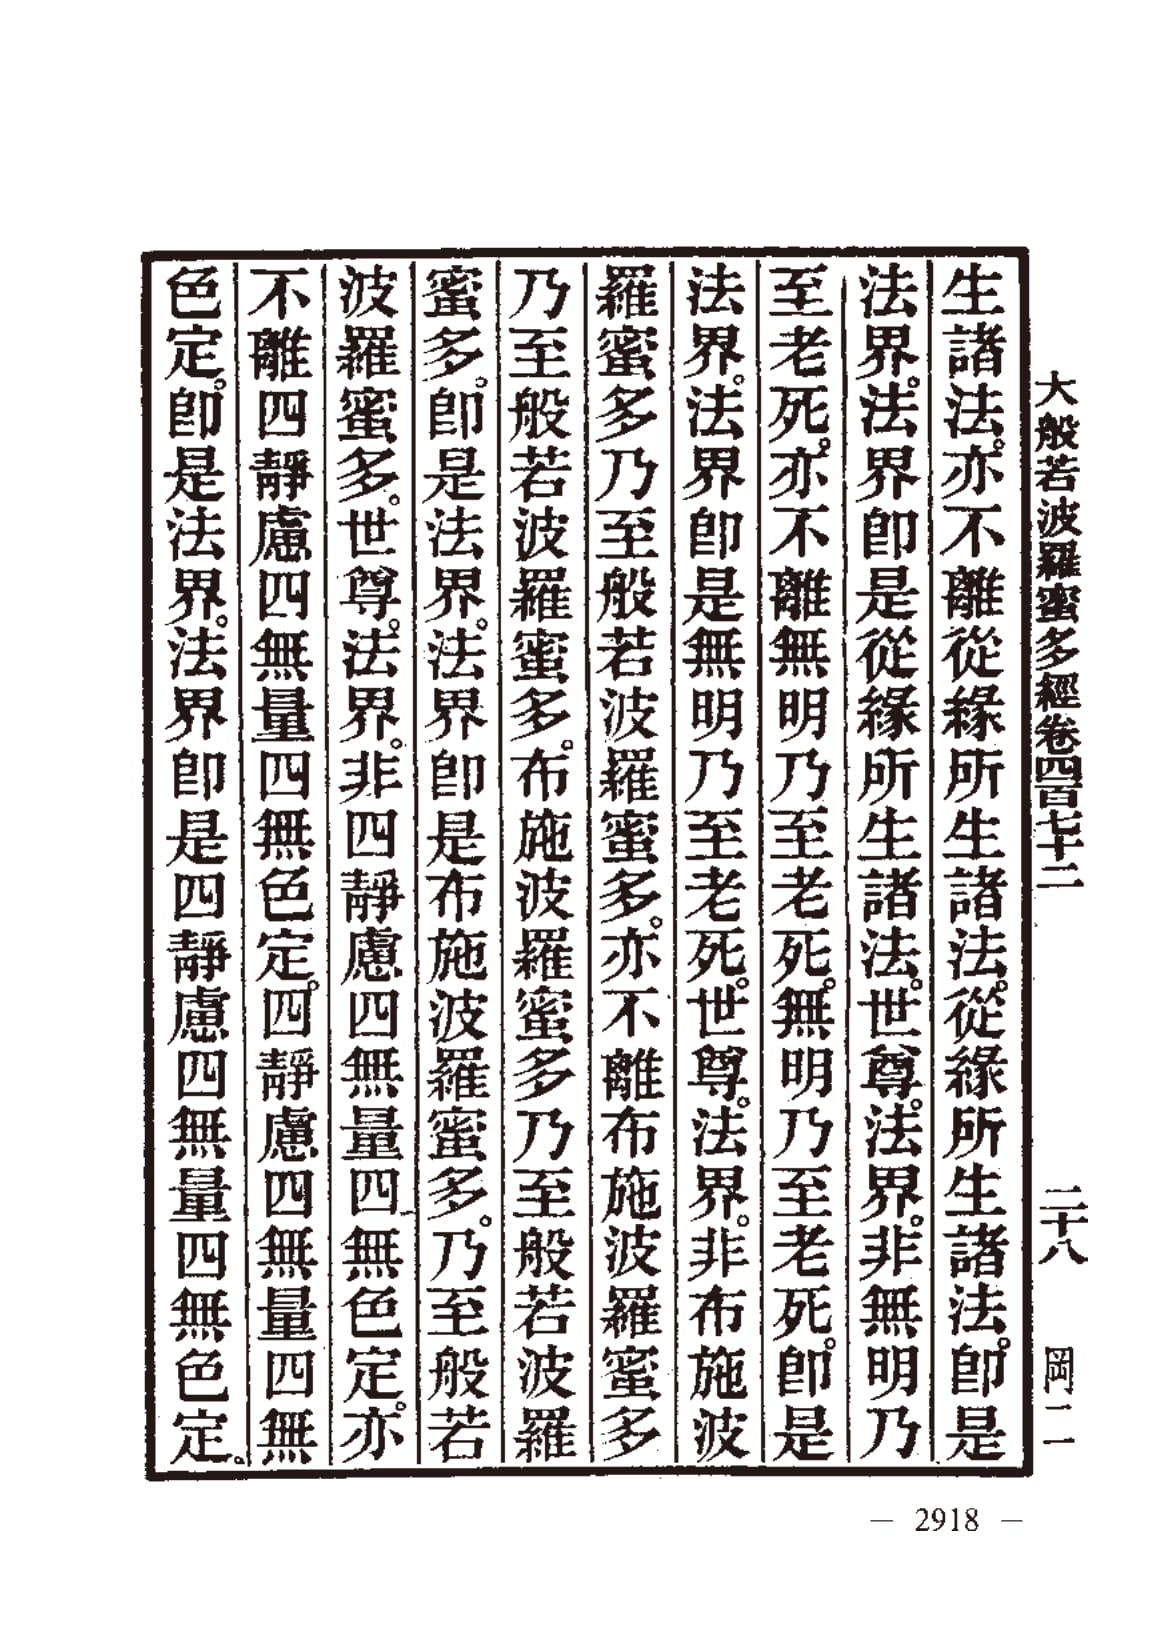 大般若波羅蜜多經卷四百七十二 二十八 岡二
生諸法。亦不離從緣所生諸法。從緣所生諸法。卽是
法界。法界卽是從緣所生諸法。世尊。法界。非無明乃
至老死。亦不離無明乃至老死。無明乃至老死。卽是
法界。法界卽是無明乃至老死。世尊。法界。非布施波
羅蜜多乃至般若波羅蜜多。亦不離布施波羅蜜多
乃至般若波羅蜜多。布施波羅蜜多乃至般若波羅
蜜多。卽是法界。法界卽是布施波羅蜜多。乃至般若
波羅蜜多。世尊。法界。非四靜慮四無量四無色定。亦
不離四靜慮四無量四無色定。四靜慮四無量四無
色定。卽是法界。法界卽是四靜慮四無量四無色定。
— 2918 —